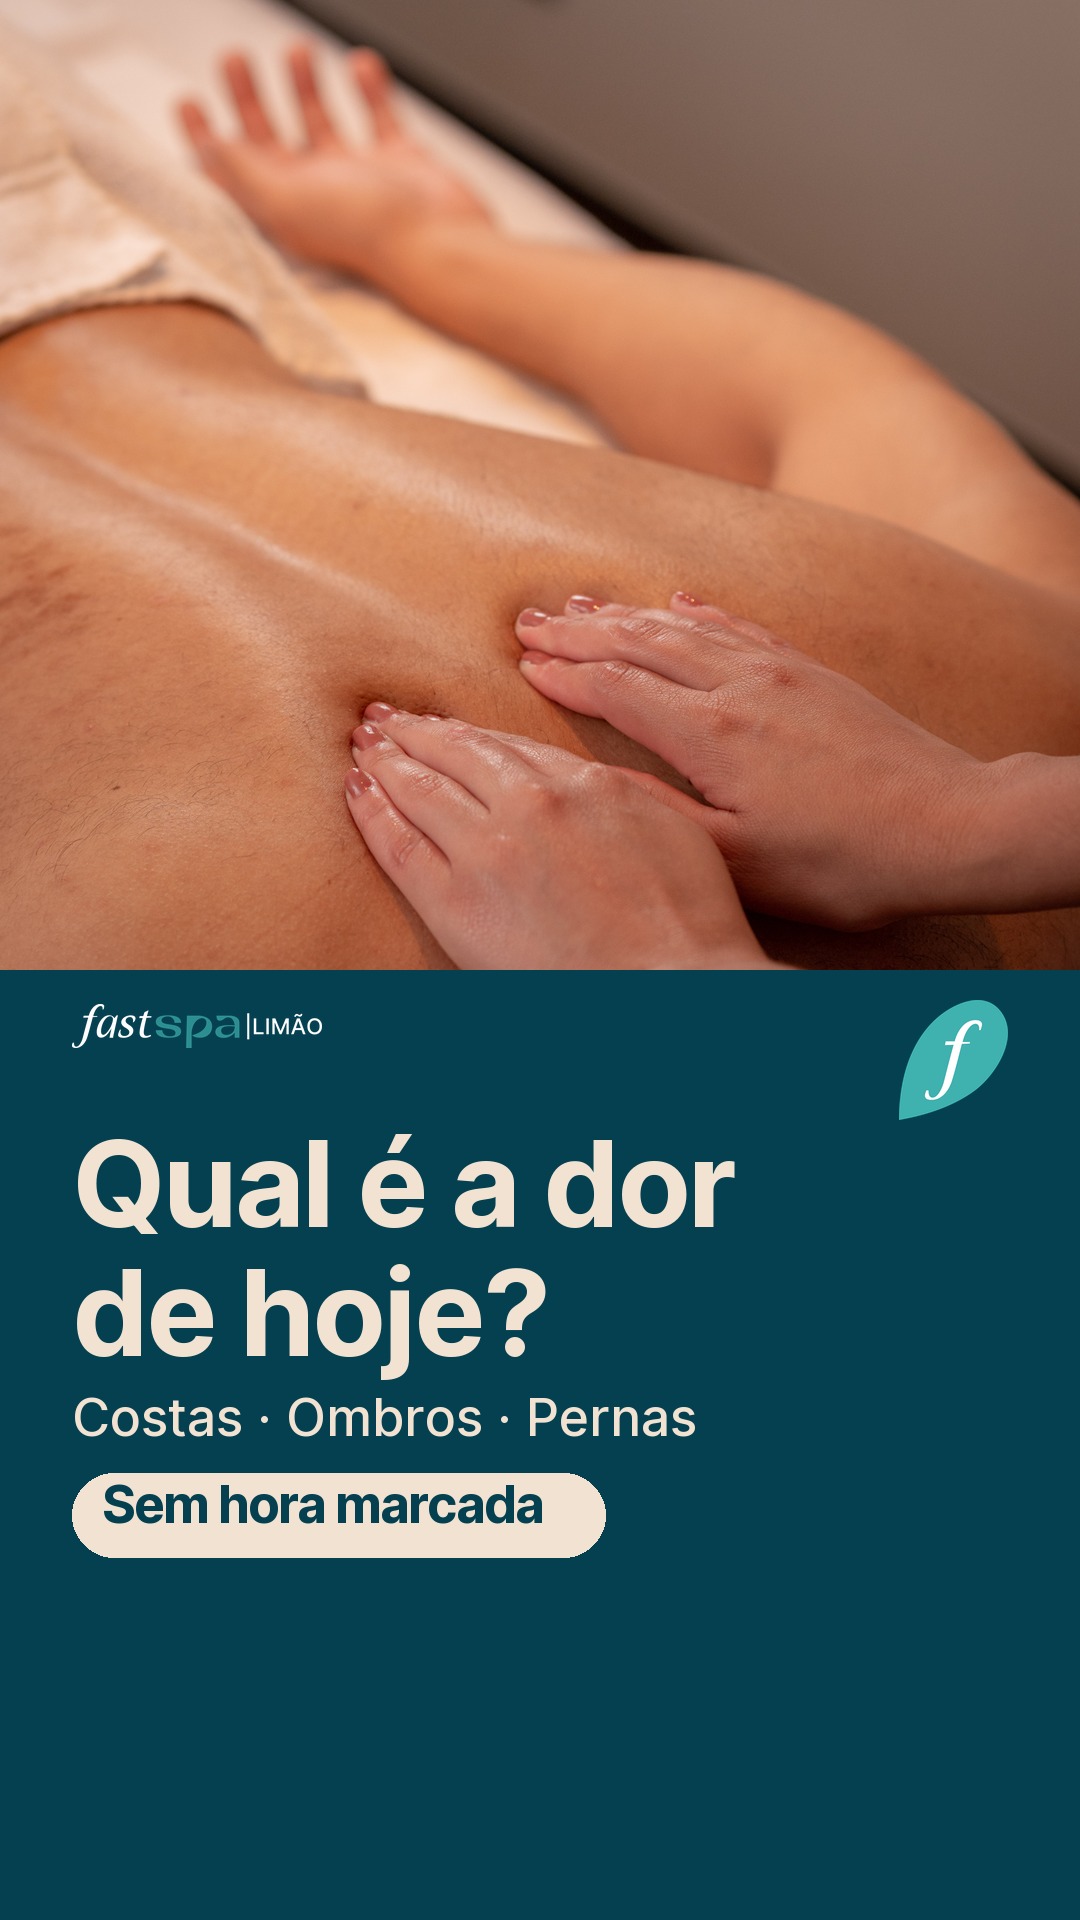 fastspa|LIMÃO
f
Qual é a dor
de hoje?
Costas · Ombros · Pernas
Sem hora marcada